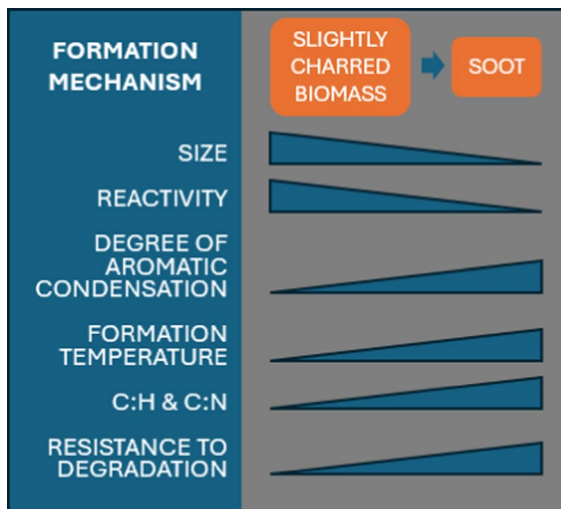 FORMATION
MECHANISM
SLIGHTLY
CHARRED
BIOMASS
SOOT
SIZE
REACTIVITY
DEGREE OF
AROMATIC
CONDENSATION
FORMATION
TEMPERATURE
C:H & C:N
RESISTANCE TO
DEGRADATION